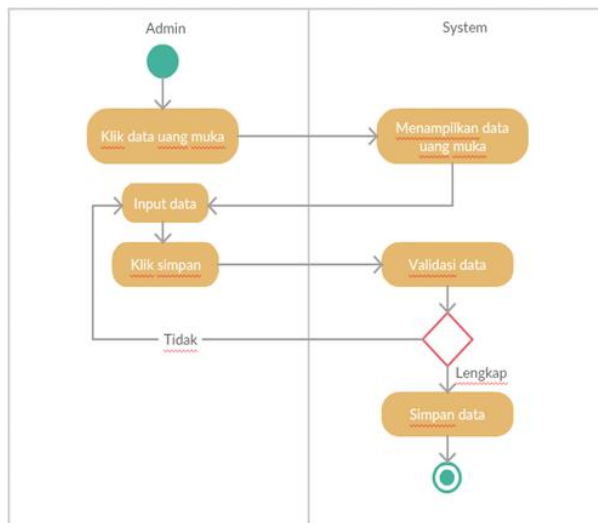 Admin
System
Klik data uang muka
Menampilkan data
uang muka
Input data
Klik simpan
Validasi data
Tidak
Lengkap
Simpan data